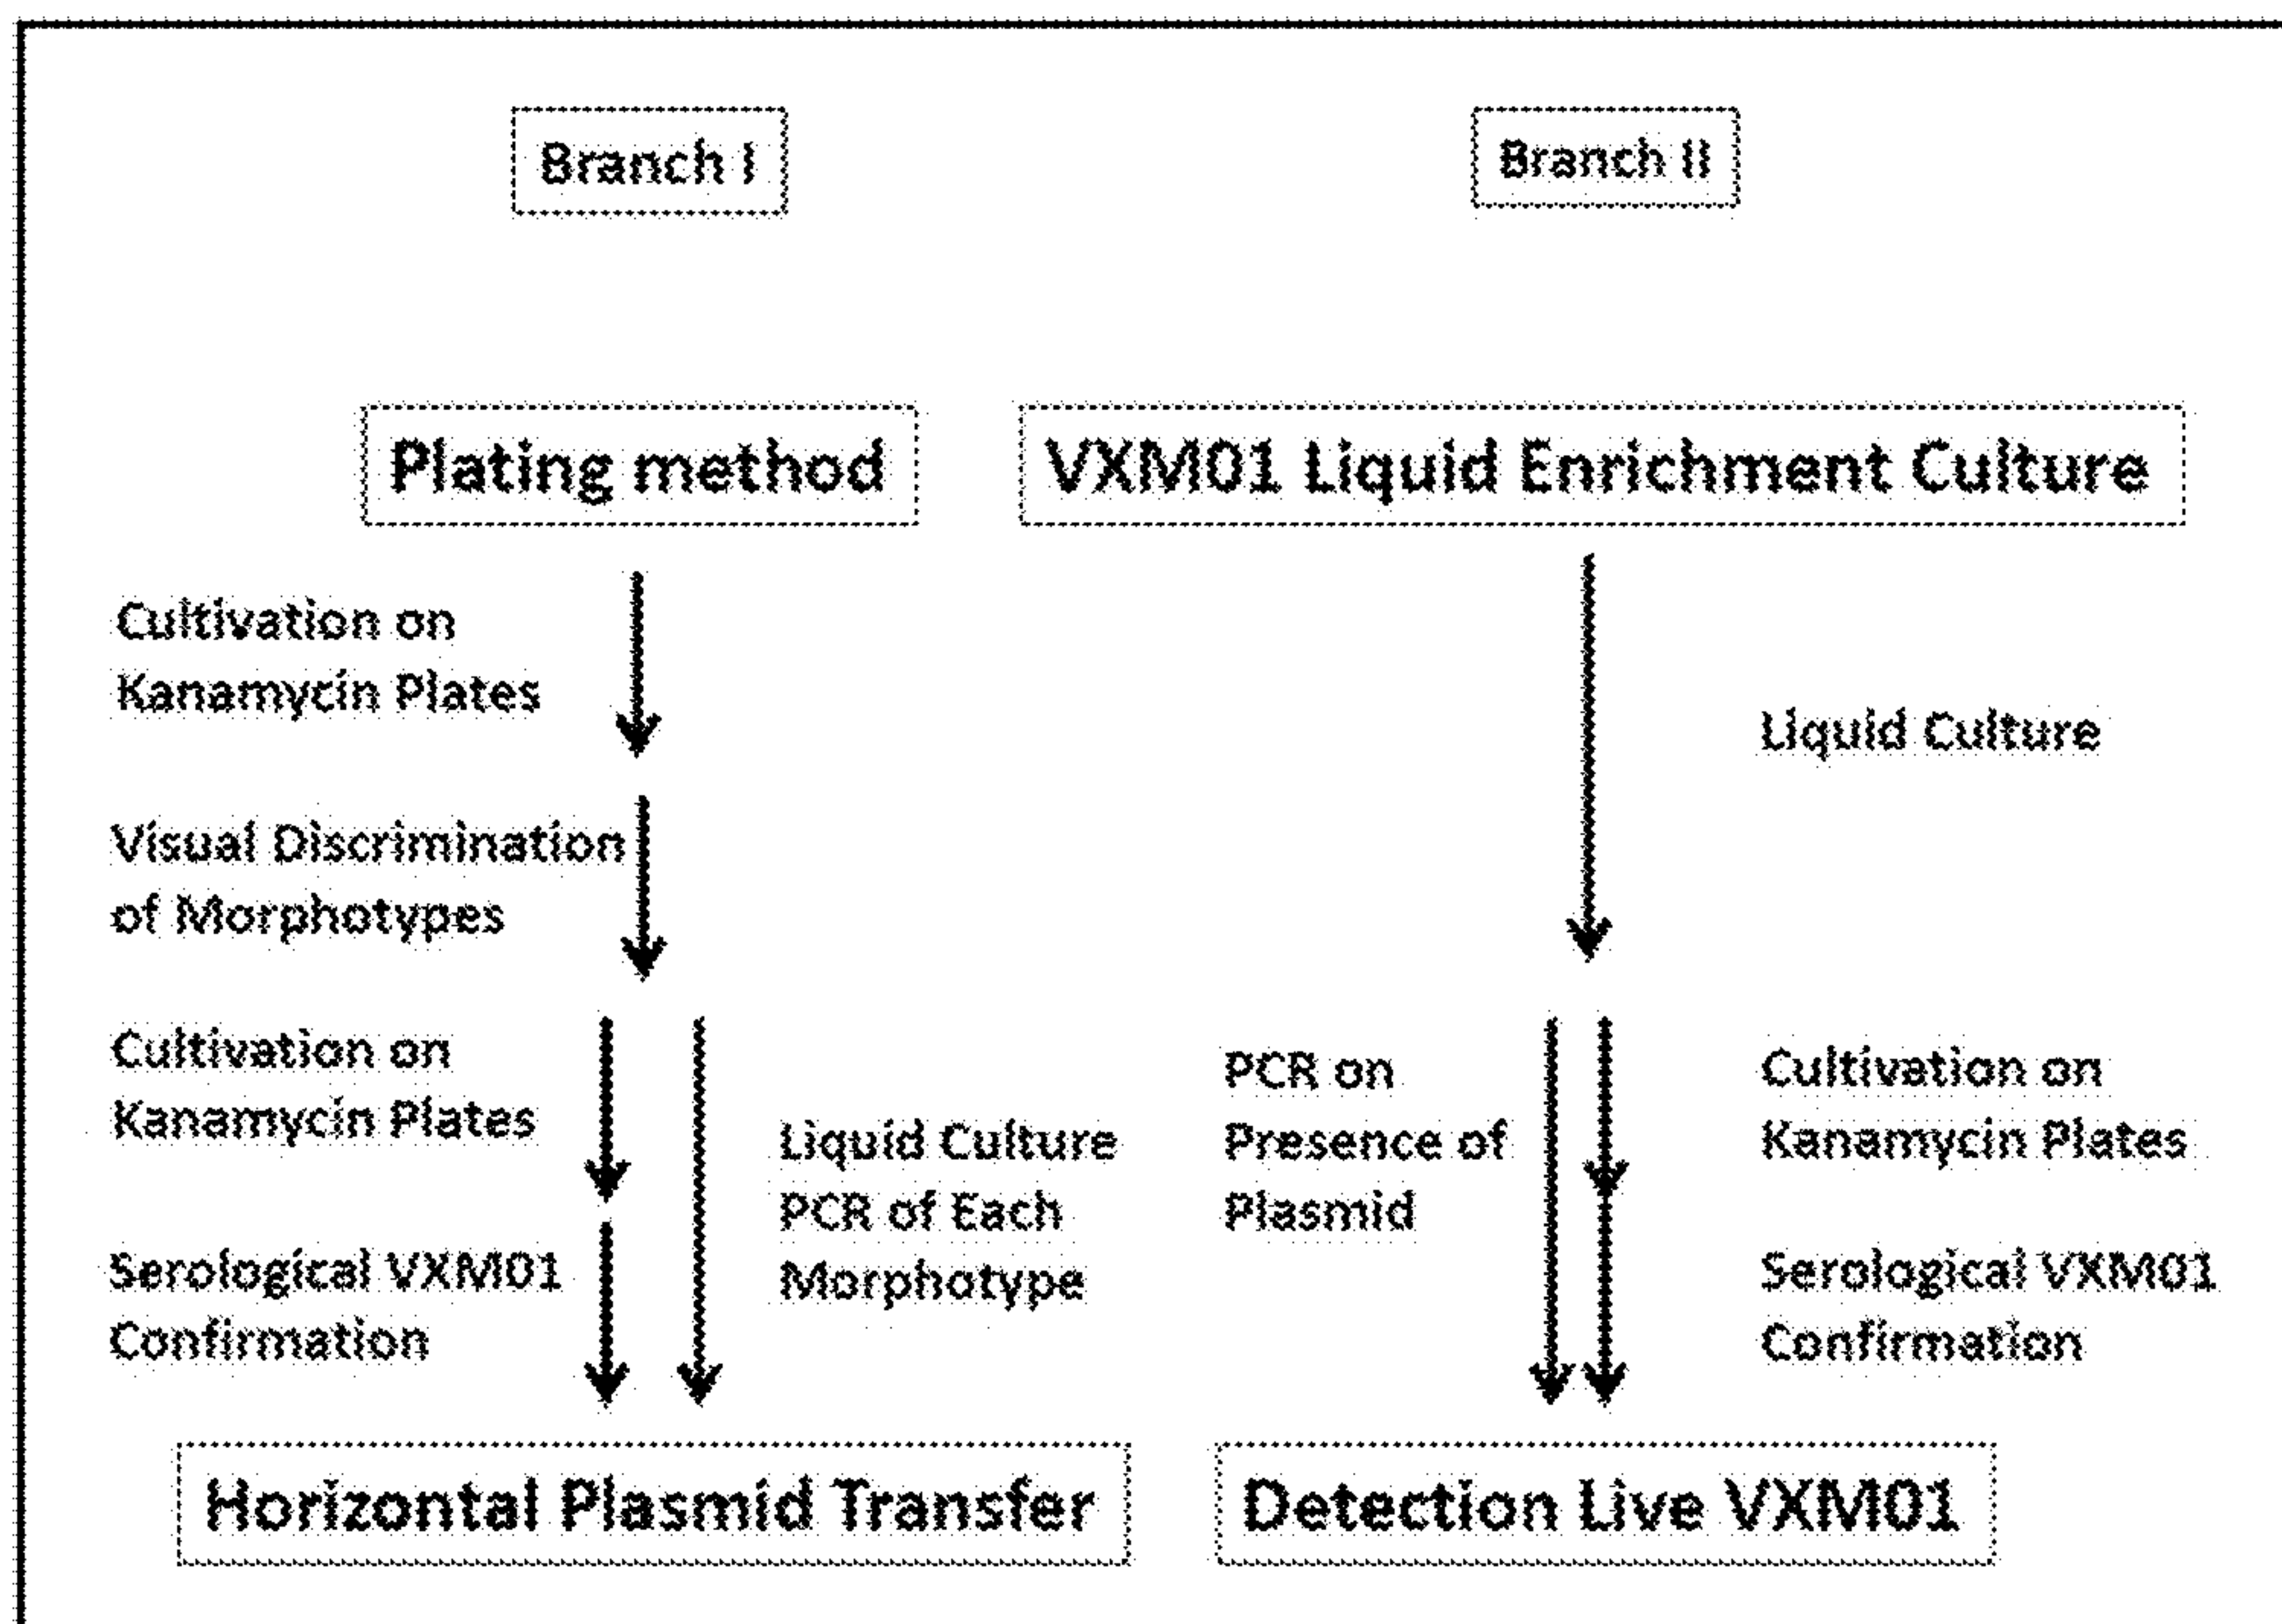 Branch I
Branch II
Plating method
VXM01 Liquid Enrichment Culture
Cultivation on
Kanamycin Plates
Liquid Culture
Visual Discrimination
of Morphotypes
Cultivation on
Kanamycin Plates
Liquid Culture
PCR of Each
Morphotype
PCR on
Presence of
Plasmid
Cultivation on
Kanamycin Plates
Serological VXM01
Confirmation
Serological VXM01
Confirmation
Horizontal Plasmid Transfer
Detection Live VXM01